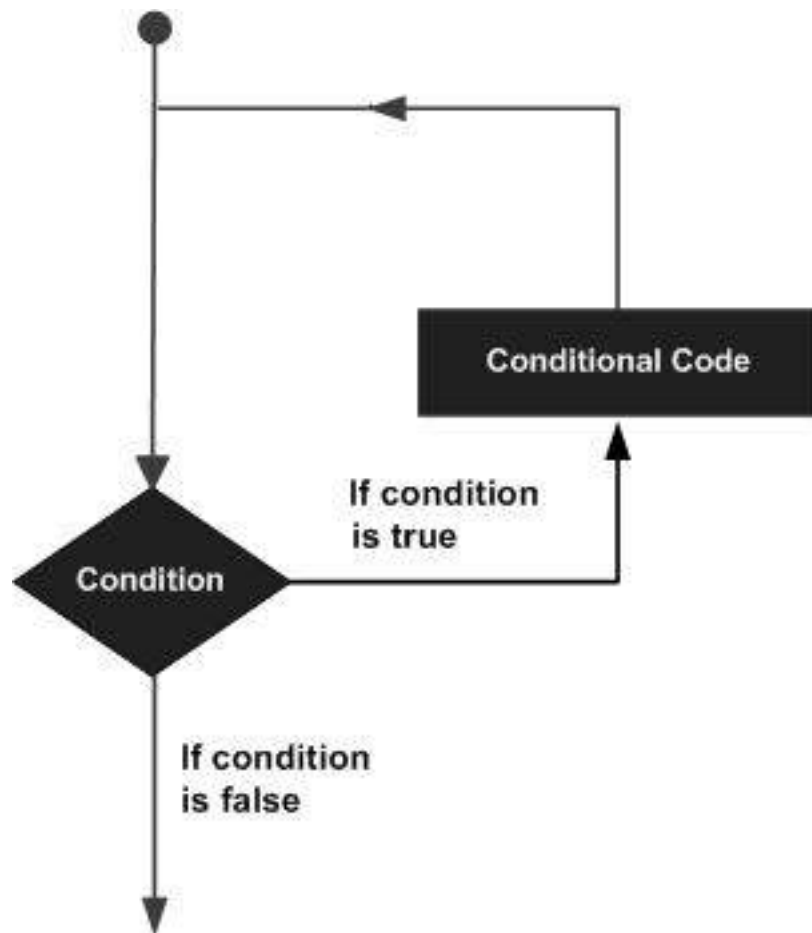 Conditional Code
If condition
is true
Condition
If condition
is false